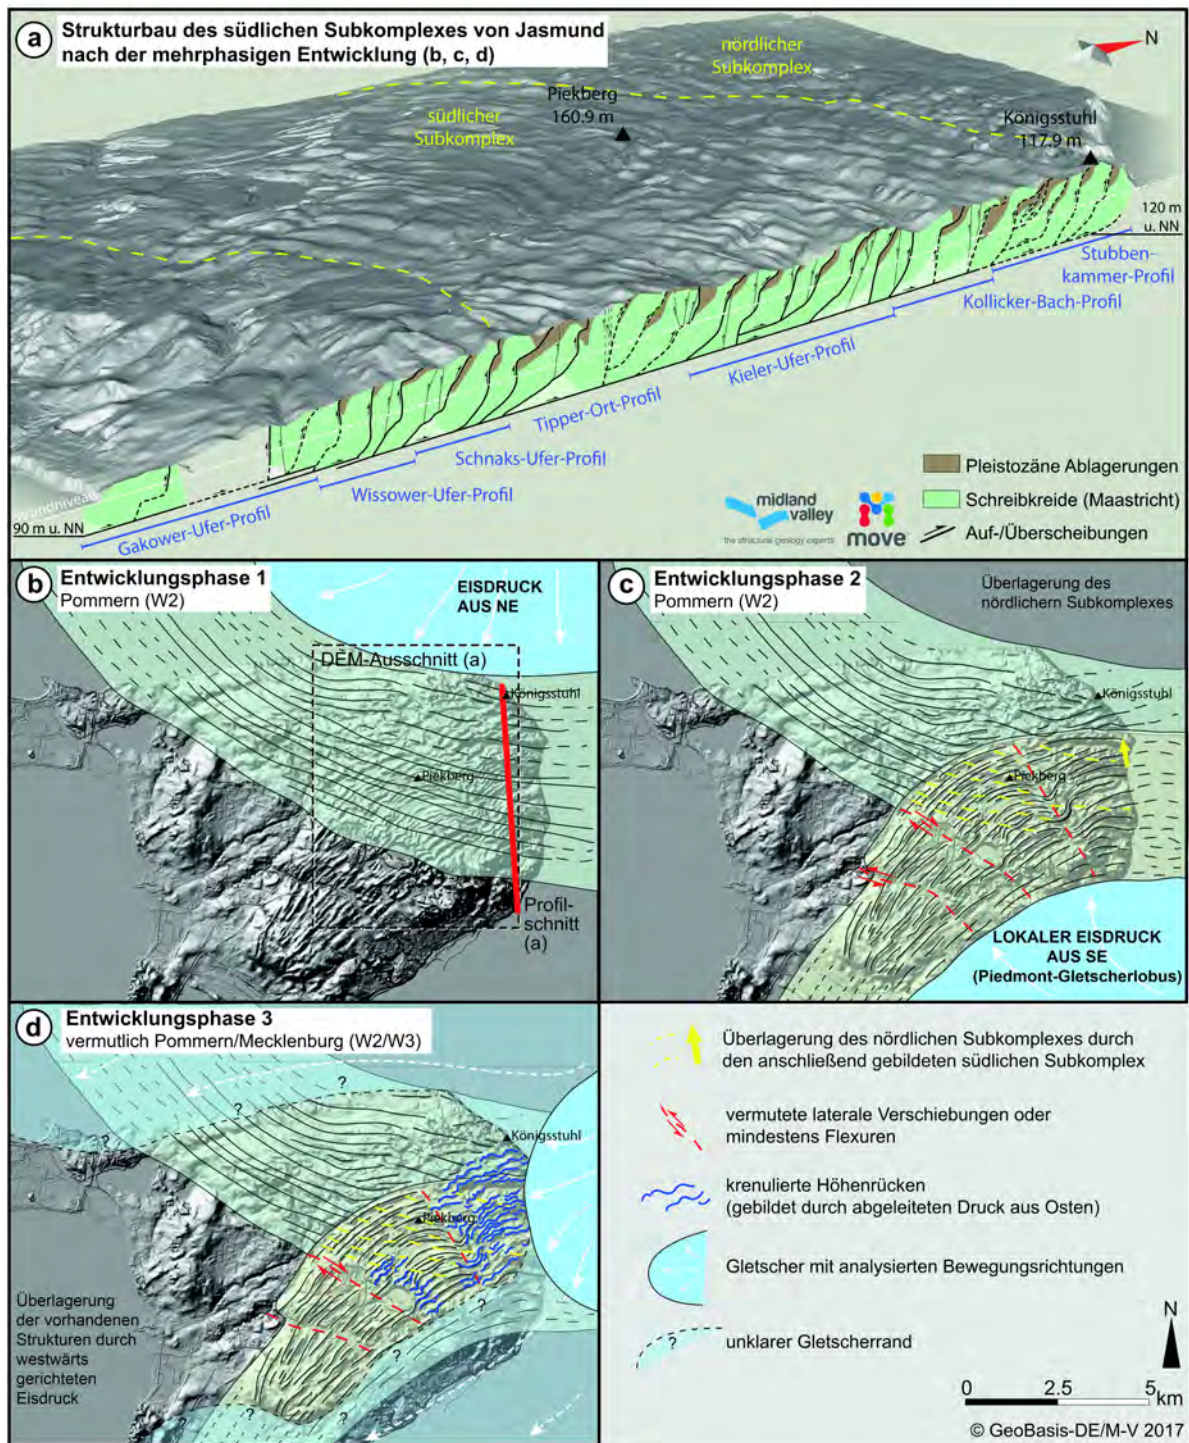 a
Strukturbau des südlichen Subkomplexes von Jasmund
nach der mehrphasigen Entwicklung (b, c, d)
N
nördlicher
Subkomplex
Piekberg
160.9 m
südlicher
Subkomplex
Königsstuhl
117.9 m
120 m
u. NN
Stubben-
kammer-Profil
Kollicker-Bach-Profil
Kieler-Ufer-Profil
Tipper-Ort-Profil
Schnaks-Ufer-Profil
Wissower-Ufer-Profil
Gakower-Ufer-Profil
90 m u. NN
Pleistozäne Ablagerungen
Schreibkreide (Maastricht)
Auf-/Überscheibungen
midland
valley
the structural geology experts
move
b
Entwicklungsphase 1
Pommern (W2)
EISDRUCK
AUS NE
DEM-Ausschnitt (a)
Königsstuhl
Piekberg
Profil-
schnitt
(a)
c
Entwicklungsphase 2
Pommern (W2)
Überlagerung des
nördlichern Subkomplexes
Königsstuhl
Piekberg
LOKALER EISDRUCK
AUS SE
(Piedmont-Gletscherlobus)
d
Entwicklungsphase 3
vermutlich Pommern/Mecklenburg (W2/W3)
?
?
?
Königsstuhl
Piekberg
?
?
?
?
?
Überlagerung
der vorhandenen
Strukturen durch
westwärts
gerichteten
Eisdruck
Überlagerung des nördlichen Subkomplexes durch
den anschließend gebildeten südlichen Subkomplex
vermutete laterale Verschiebungen oder
mindestens Flexuren
krenulierte Höhenrücken
(gebildet durch abgeleiteten Druck aus Osten)
Gletscher mit analysierten Bewegungsrichtungen
?
unklarer Gletscherrand
N
0 2.5 5
km
© GeoBasis-DE/M-V 2017